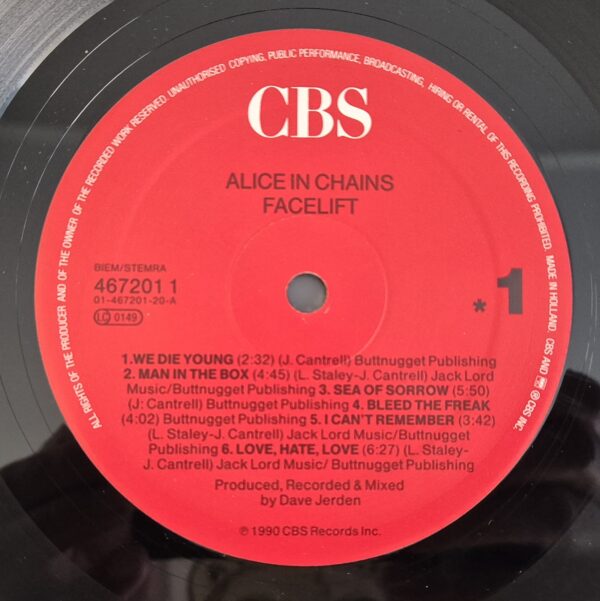 ALL RIGHTS OF THE PRODUCER AND OF THE OWNER OF THE RECORDED WORK RESERVED. UNAUTHORISED COPYING, PUBLIC PERFORMANCE, BROADCASTING, HIRING OR RENTAL OF THIS RECORDING PROHIBITED. MADE IN HOLLAND. CBS AND ℗ © CBS INC.
CBS
ALICE IN CHAINS
FACELIFT
BIEM/STEMRA
467201 1
01-467201-20-A
LC 0149
* 1
1.WE DIE YOUNG (2:32) (J. Cantrell) Buttnugget Publishing
2. MAN IN THE BOX (4:45) (L. Staley-J. Cantrell) Jack Lord
Music/Buttnugget Publishing 3. SEA OF SORROW (5:50)
(J: Cantrell) Buttnugget Publishing 4. BLEED THE FREAK
(4:02) Buttnugget Publishing 5. I CAN'T REMEMBER (3:42)
(L. Staley-J. Cantrell) Jack Lord Music/Buttnugget
Publishing 6. LOVE, HATE, LOVE (6:27) (L. Staley-
J. Cantrell) Jack Lord Music/ Buttnugget Publishing
Produced, Recorded & Mixed
by Dave Jerden
℗ 1990 CBS Records Inc.